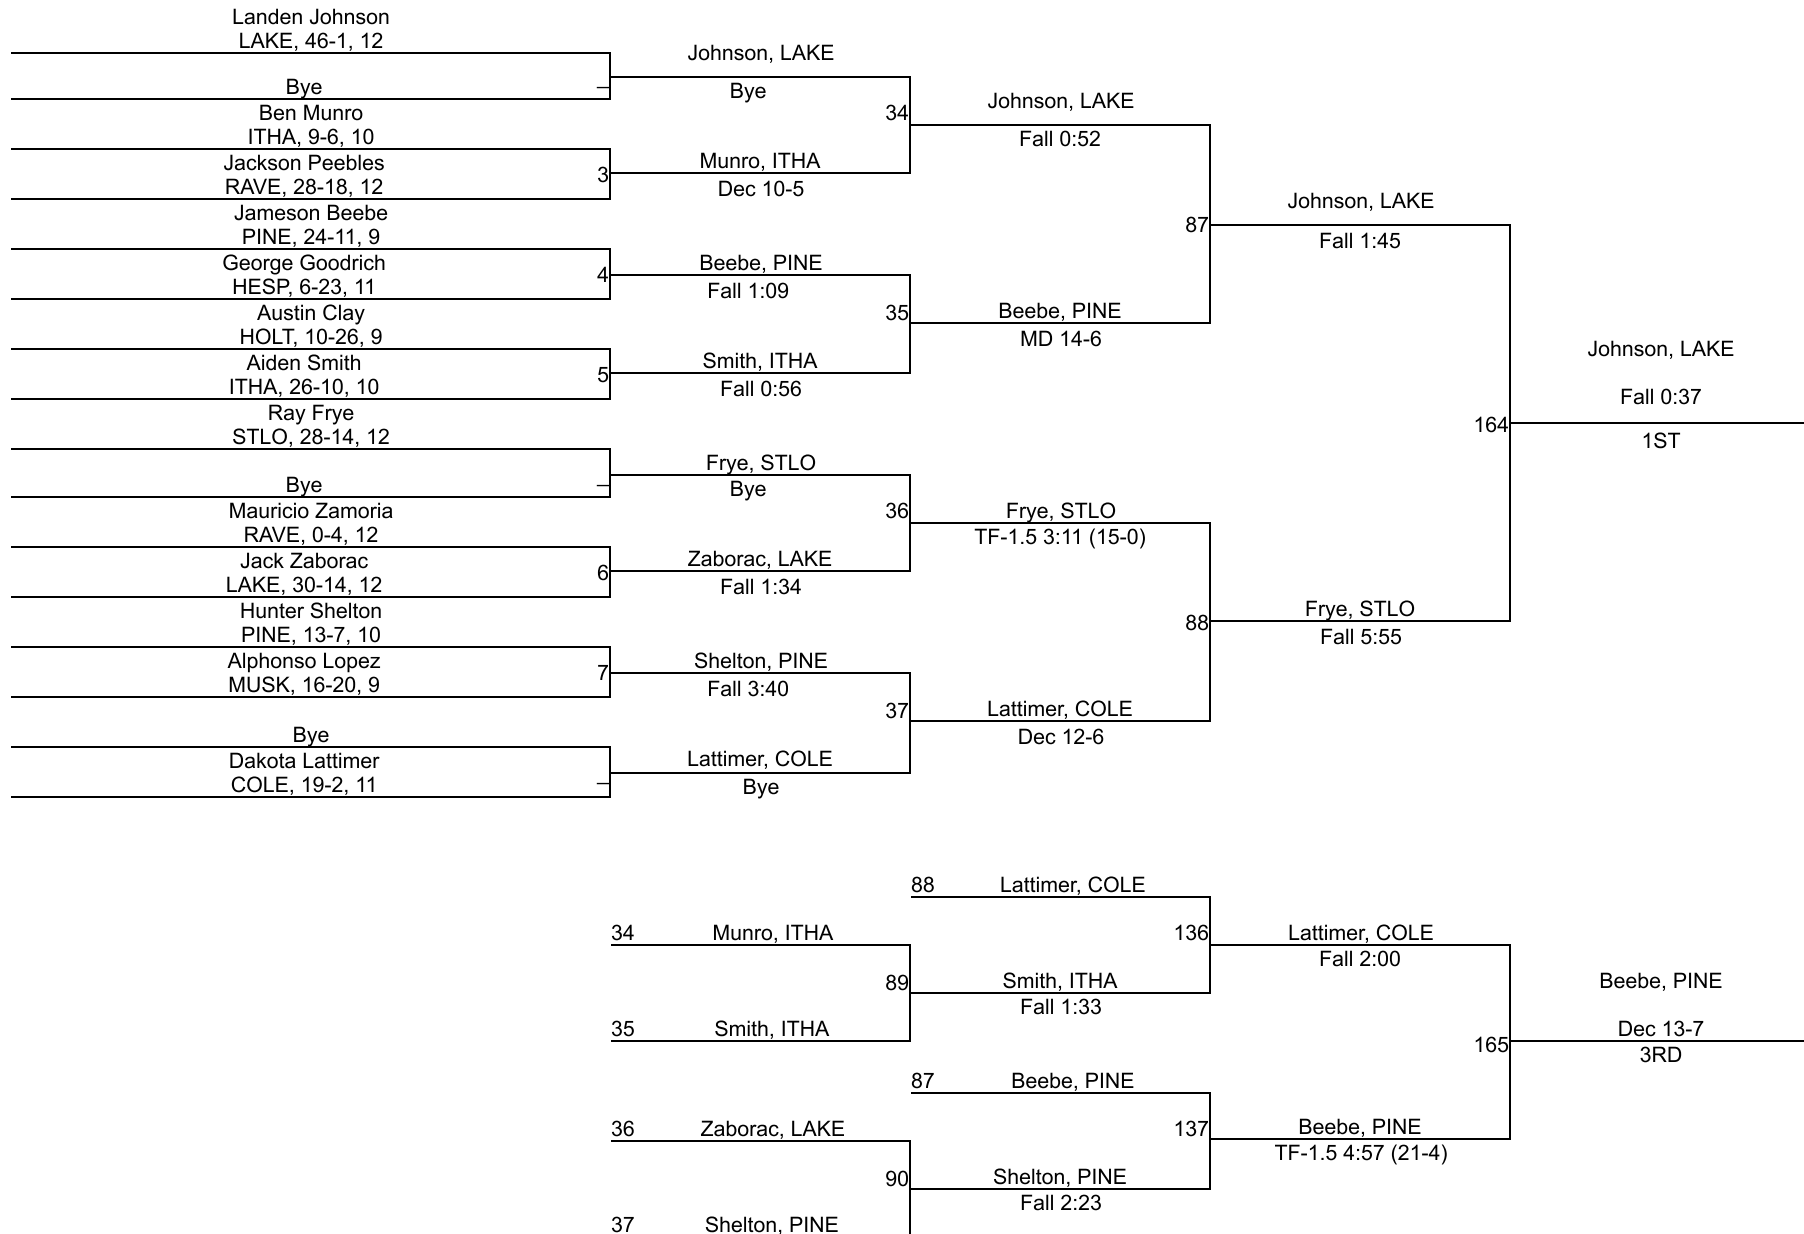 Landen Johnson
LAKE, 46-1, 12
Bye
–
Ben Munro
ITHA, 9-6, 10
Jackson Peebles
RAVE, 28-18, 12
3
Jameson Beebe
PINE, 24-11, 9
George Goodrich
HESP, 6-23, 11
4
Austin Clay
HOLT, 10-26, 9
Aiden Smith
ITHA, 26-10, 10
5
Ray Frye
STLO, 28-14, 12
Bye
–
Mauricio Zamoria
RAVE, 0-4, 12
Jack Zaborac
LAKE, 30-14, 12
6
Hunter Shelton
PINE, 13-7, 10
Alphonso Lopez
MUSK, 16-20, 9
7
Bye
Dakota Lattimer
COLE, 19-2, 11
–
Johnson, LAKE
Bye
34
Munro, ITHA
Dec 10-5
Beebe, PINE
Fall 1:09
35
Smith, ITHA
Fall 0:56
Frye, STLO
Bye
36
Zaborac, LAKE
Fall 1:34
Shelton, PINE
Fall 3:40
37
Lattimer, COLE
Bye
Johnson, LAKE
Fall 0:52
87
Beebe, PINE
MD 14-6
Frye, STLO
TF-1.5 3:11 (15-0)
88
Lattimer, COLE
Dec 12-6
Johnson, LAKE
Fall 1:45
164
Frye, STLO
Fall 5:55
Johnson, LAKE
Fall 0:37
1ST
88 Lattimer, COLE
34 Munro, ITHA
136
89
Smith, ITHA
Fall 1:33
35 Smith, ITHA
Lattimer, COLE
Fall 2:00
87 Beebe, PINE
36 Zaborac, LAKE
137
90
Shelton, PINE
Fall 2:23
37 Shelton, PINE
Beebe, PINE
TF-1.5 4:57 (21-4)
165
Beebe, PINE
Dec 13-7
3RD